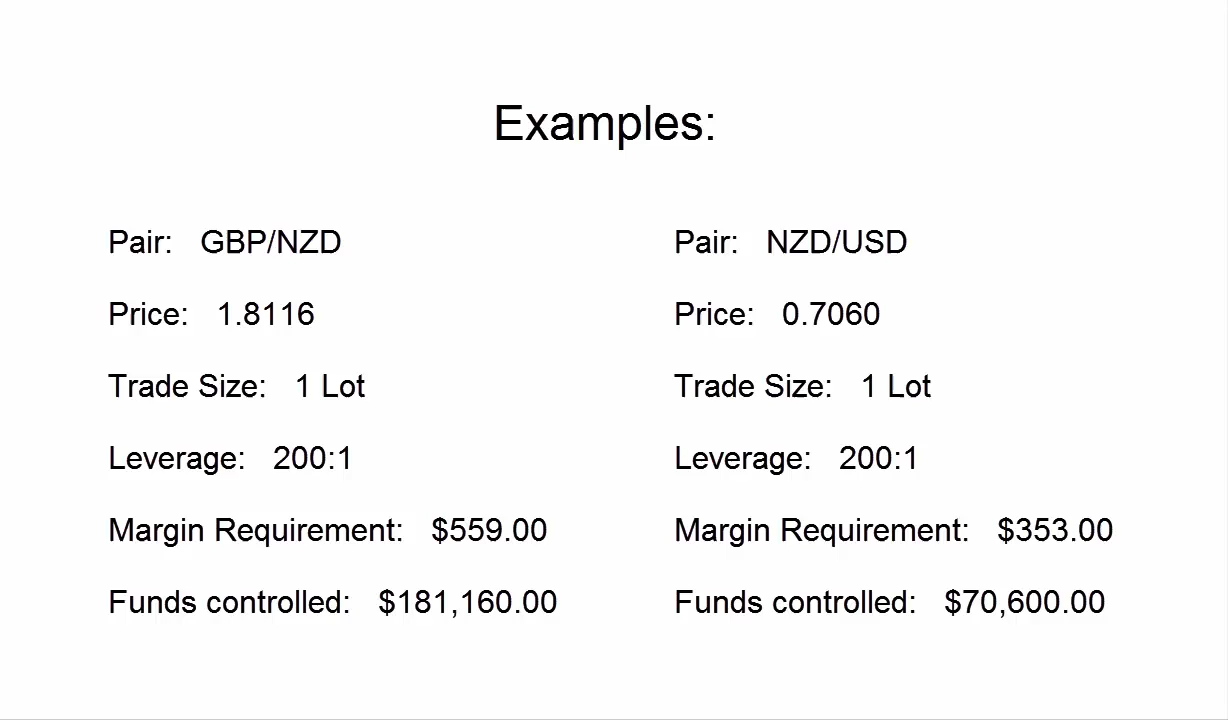 Examples:
Pair: GBP/NZD
Price: 1.8116
Trade Size: 1 Lot
Leverage: 200:1
Margin Requirement: $559.00
Funds controlled: $181,160.00
Pair: NZD/USD
Price: 0.7060
Trade Size: 1 Lot
Leverage: 200:1
Margin Requirement: $353.00
Funds controlled: $70,600.00